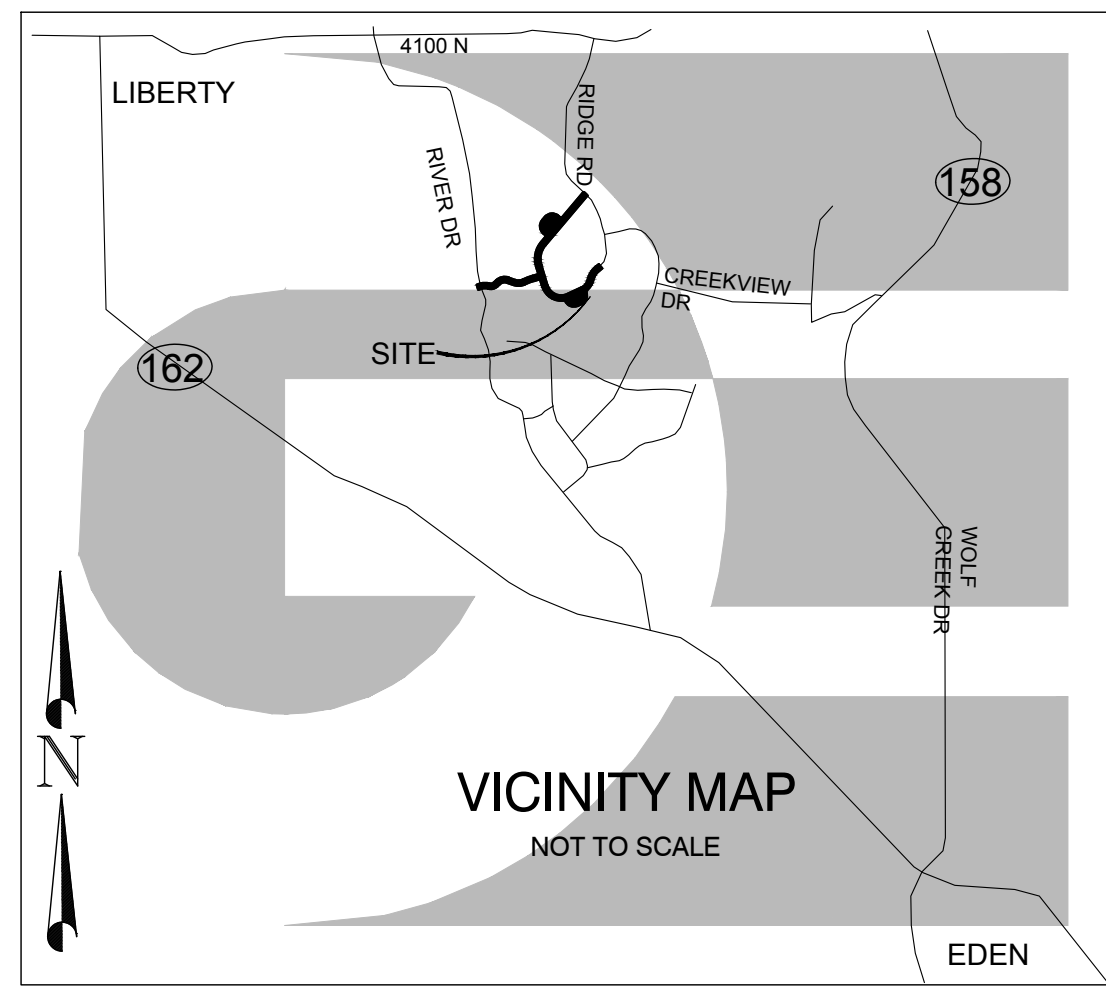 4100 N
LIBERTY
RIDGE RD
RIVER DR
158
CREEKVIEW
DR
SITE
162
WOLF
CREEK DR
N
VICINITY MAP
NOT TO SCALE
EDEN